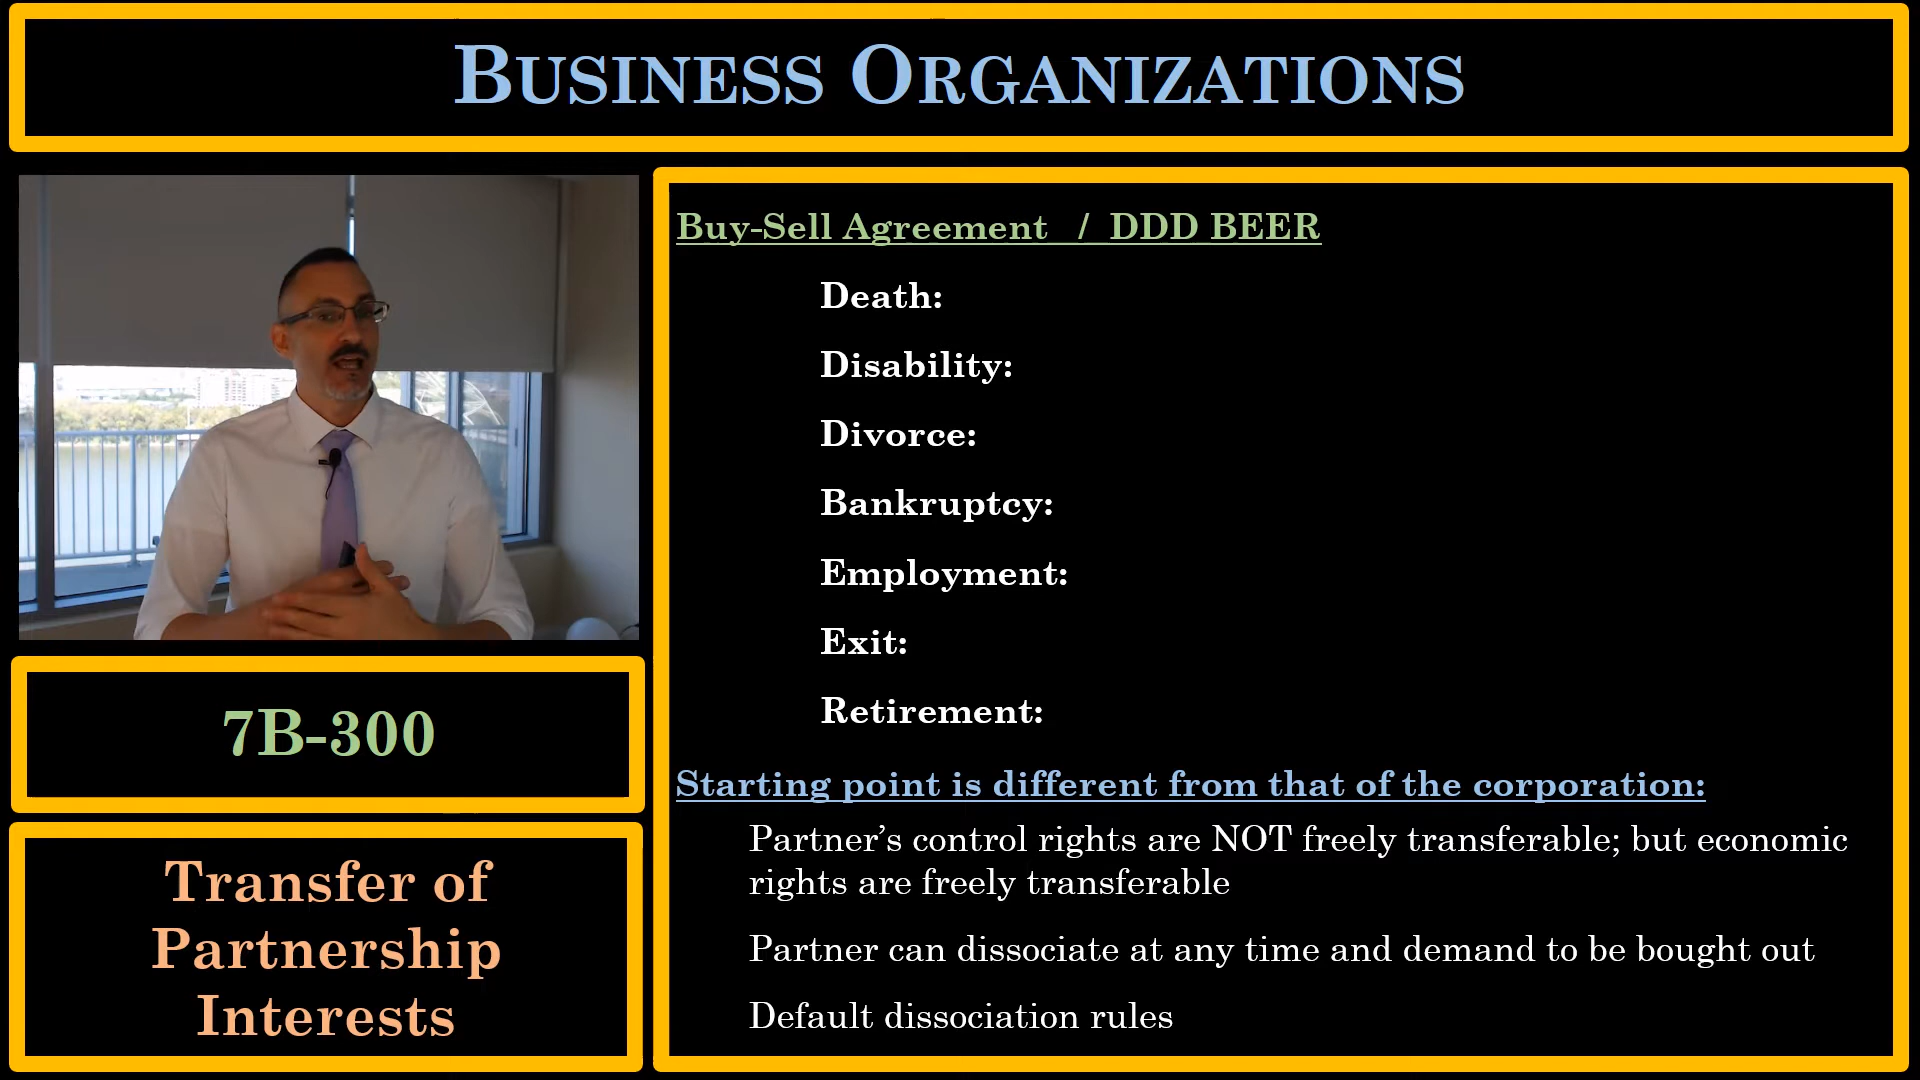 BUSINESS ORGANIZATIONS
Buy-Sell Agreement / DDD BEER
Death:
Disability:
Divorce:
Bankruptcy:
Employment:
Exit:
Retirement:
Starting point is different from that of the corporation:
Partner’s control rights are NOT freely transferable; but economic
rights are freely transferable
Partner can dissociate at any time and demand to be bought out
Default dissociation rules
7B-300
Transfer of
Partnership
Interests